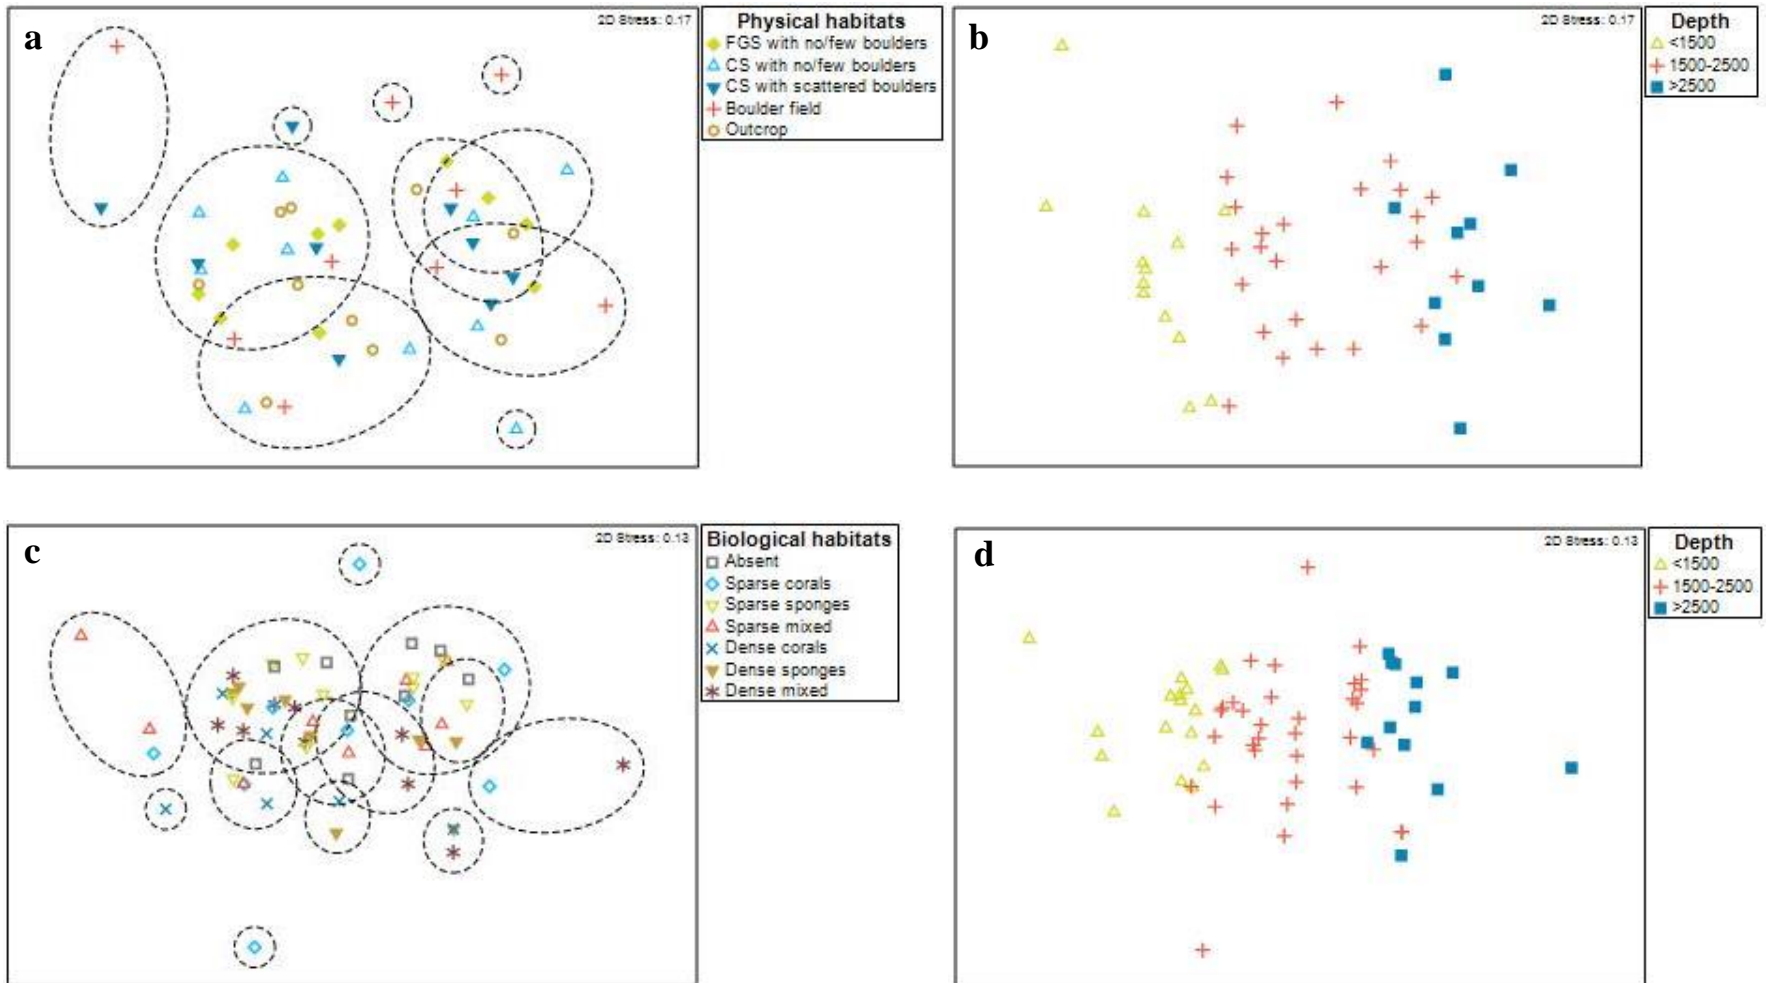 a
2D Stress: 0.17
Physical habitats
FGS with no/few boulders
CS with no/few boulders
CS with scattered boulders
Boulder field
Outcrop
b
2D Stress: 0.17
Depth
<1500
1500-2500
>2500
c
2D Stress: 0.13
Biological habitats
Absent
Sparse corals
Sparse sponges
Sparse mixed
Dense corals
Dense sponges
Dense mixed
d
2D Stress: 0.13
Depth
<1500
1500-2500
>2500